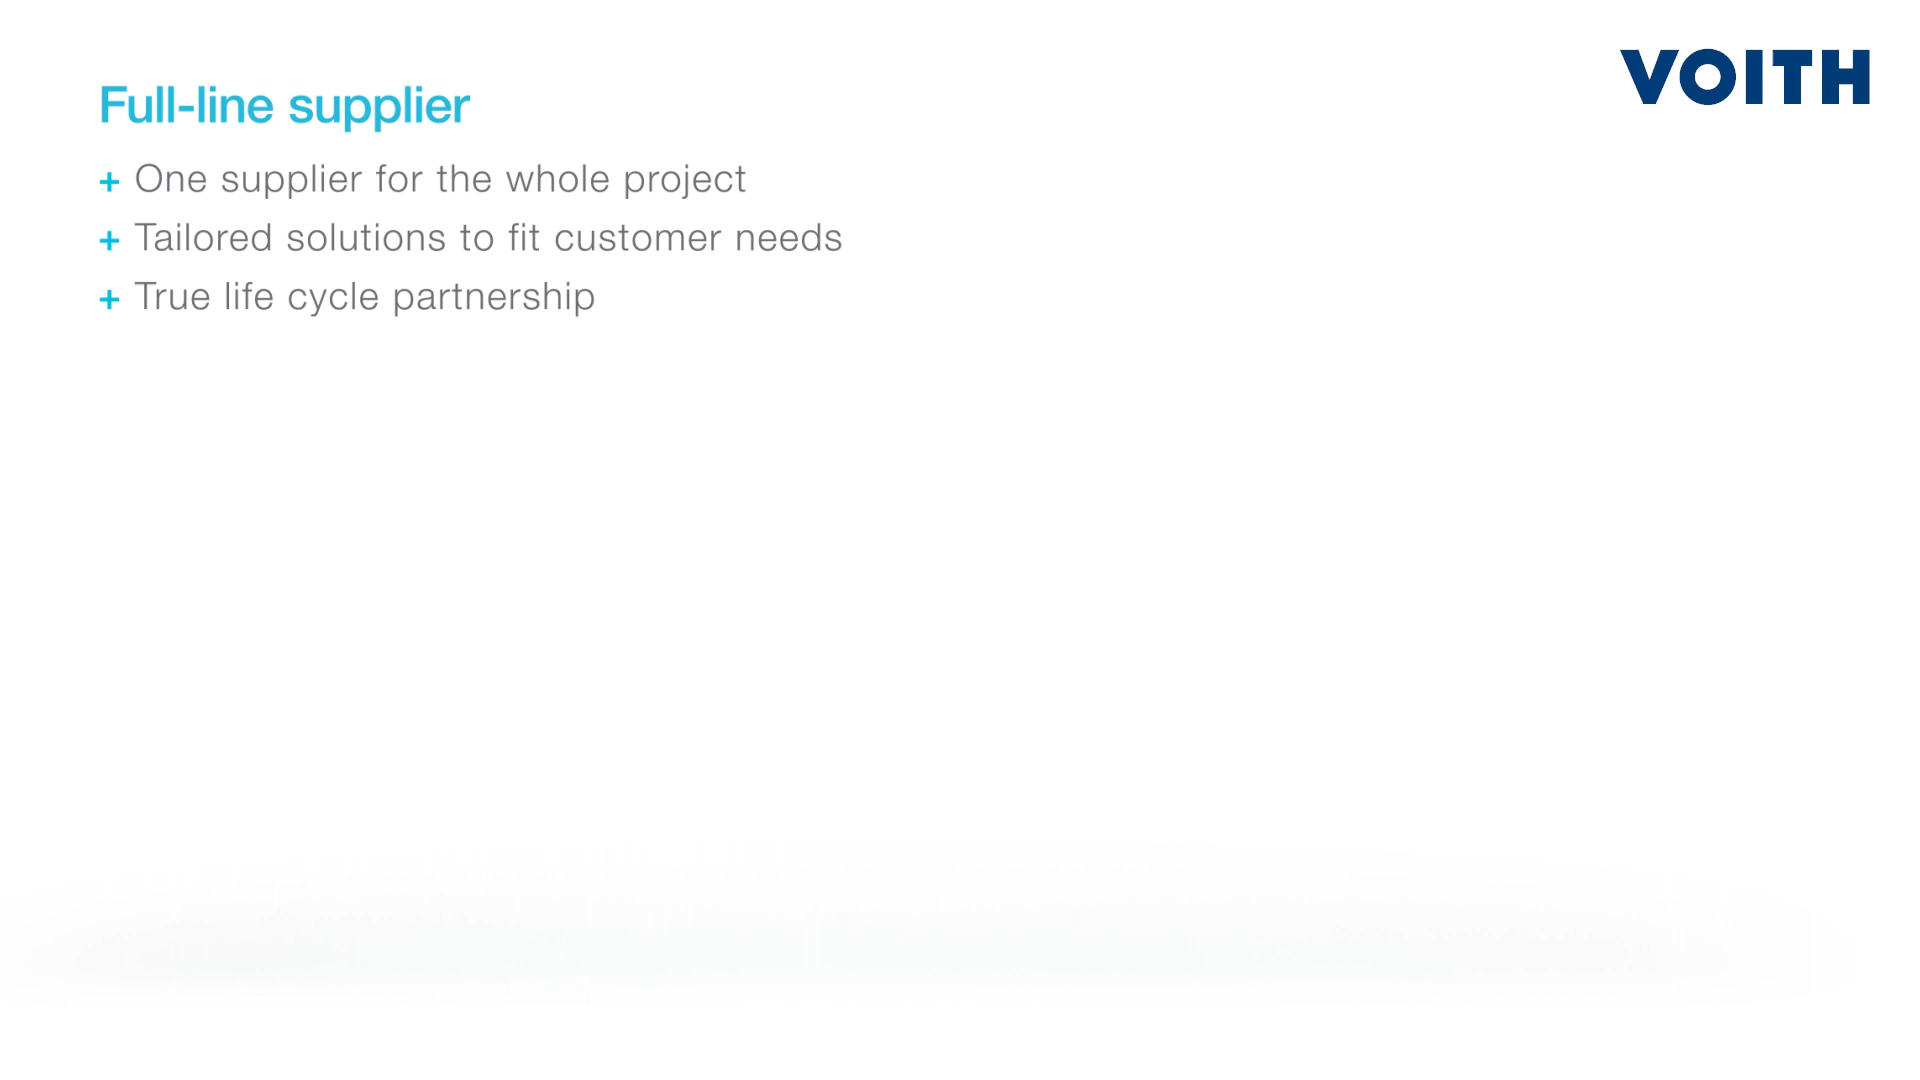 VOITH
Full-line supplier
+ One supplier for the whole project
+ Tailored solutions to fit customer needs
+ True life cycle partnership